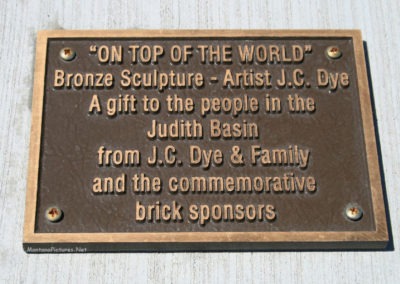 "ON TOP OF THE WORLD"
Bronze Sculpture - Artist J.C. Dye
A gift to the people in the
Judith Basin
from J.C. Dye & Family
and the commemorative
brick sponsors
MontanaPictures.Net